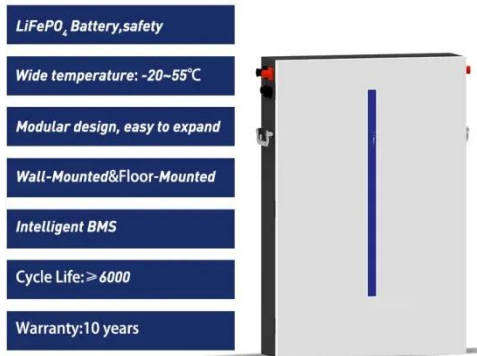 LiFePO₄ Battery,safety
Wide temperature: -20~55℃
Modular design, easy to expand
Wall-Mounted&Floor-Mounted
Intelligent BMS
Cycle Life:≥6000
Warranty:10 years